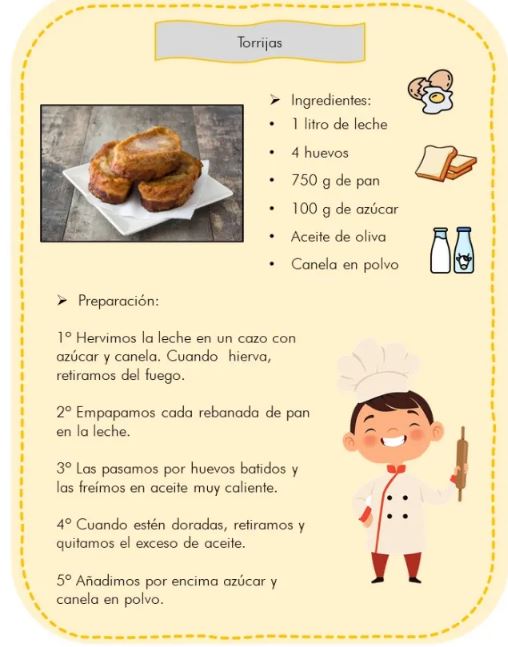 Torrijas
➢ Ingredientes:
• 1 litro de leche
• 4 huevos
• 750 g de pan
• 100 g de azúcar
• Aceite de oliva
• Canela en polvo
➢ Preparación:
1º Hervimos la leche en un cazo con
azúcar y canela. Cuando hierva,
retiramos del fuego.
2º Empapamos cada rebanada de pan
en la leche.
3º Las pasamos por huevos batidos y
las freímos en aceite muy caliente.
4º Cuando estén doradas, retiramos y
quitamos el exceso de aceite.
5º Añadimos por encima azúcar y
canela en polvo.